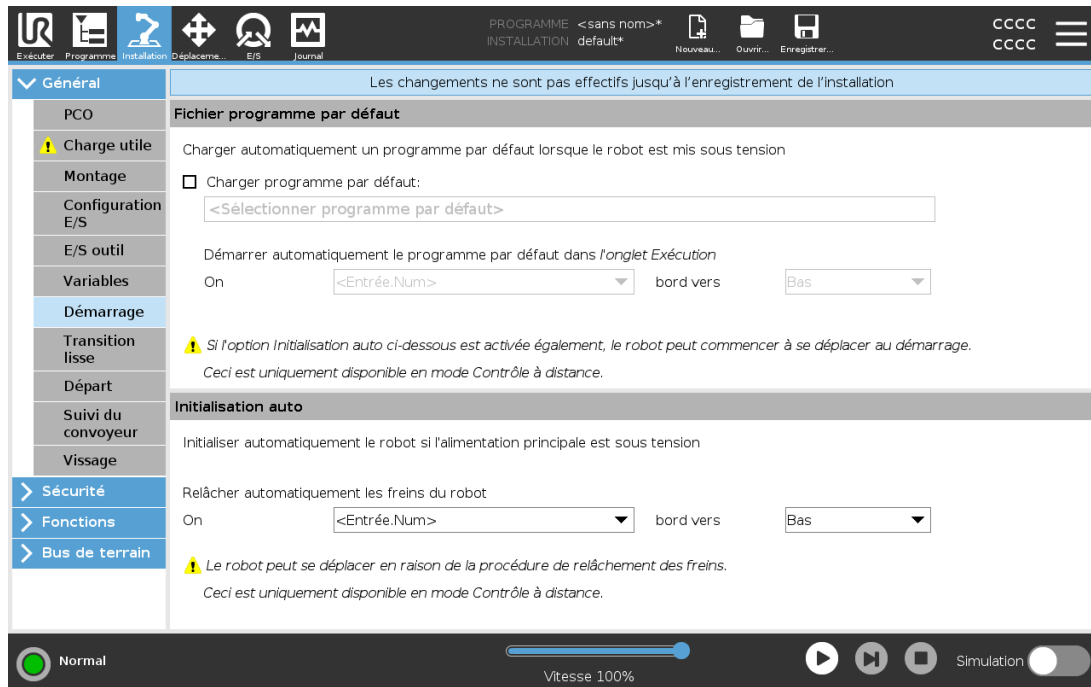 PROGRAMME <sans nom>*
INSTALLATION default*
UR
Exécuter Programme Installation Déplaceme... E/S Journal
Nouveau... Ouvrir... Enregistrer...
CCCC
CCCC
Général
PCO
Charge utile
Montage
Configuration
E/S
E/S outil
Variables
Démarrage
Transition
lisse
Départ
Suivi du
convoyeur
Vissage
Sécurité
Fonctions
Bus de terrain
Les changements ne sont pas effectifs jusqu'à l'enregistrement de l'installation
Fichier programme par défaut
Charger automatiquement un programme par défaut lorsque le robot est mis sous tension
Charger programme par défaut:
<Sélectionner programme par défaut>
Démarrer automatiquement le programme par défaut dans l'onglet Exécution
On <Entrée.Num> bord vers Bas
Si l'option Initialisation auto ci-dessous est activée également, le robot peut commencer à se déplacer au démarrage.
Ceci est uniquement disponible en mode Contrôle à distance.
Initialisation auto
Initialiser automatiquement le robot si l'alimentation principale est sous tension
Relâcher automatiquement les freins du robot
On <Entrée.Num> bord vers Bas
Le robot peut se déplacer en raison de la procédure de relâchement des freins.
Ceci est uniquement disponible en mode Contrôle à distance.
Normal
Vitesse 100%
Simulation